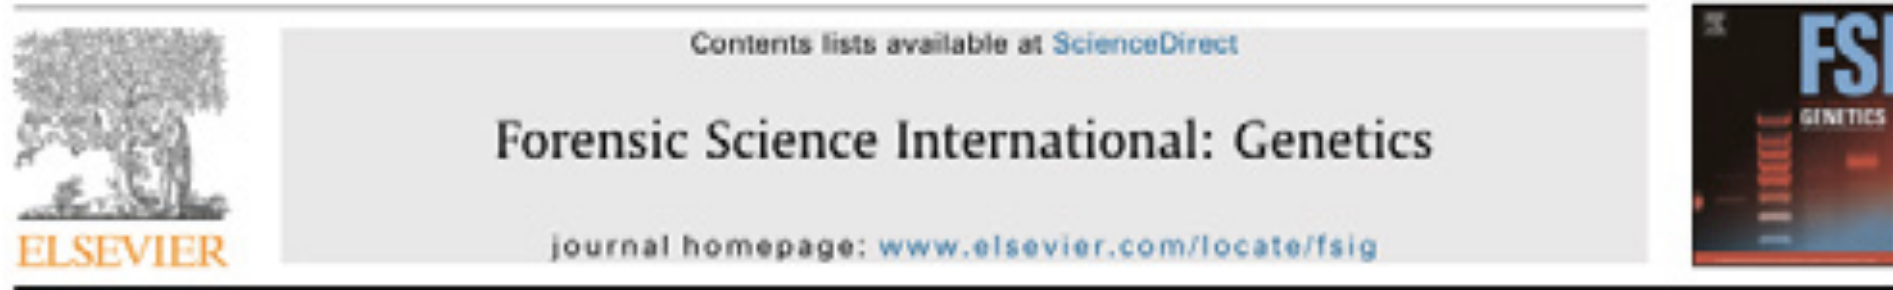 Contents lists available at ScienceDirect
Forensic Science International: Genetics
journal homepage: www.elsevier.com/locate/fsig
ELSEVIER
FSI
GENETICS